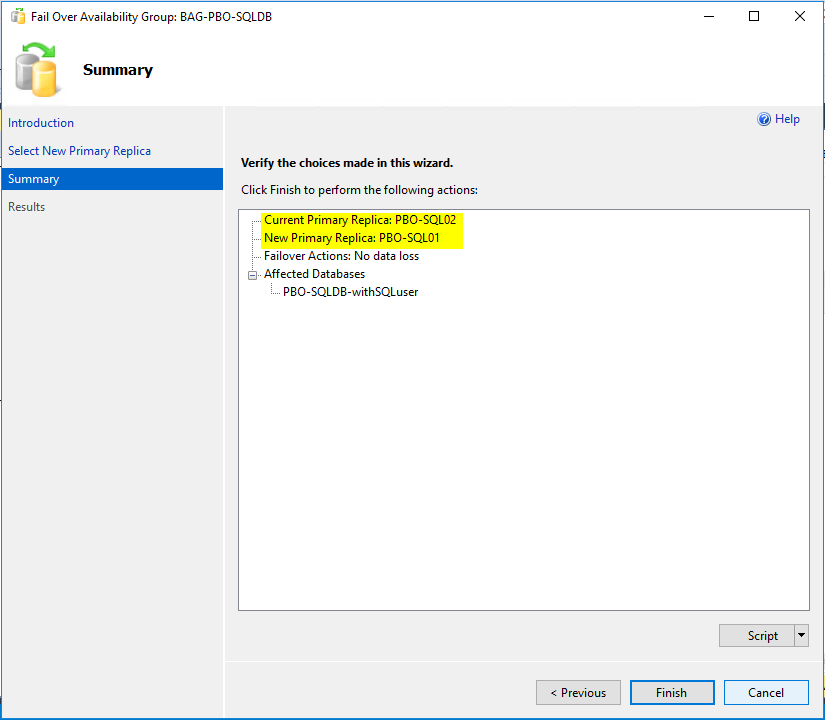 Fail Over Availability Group: BAG-PBO-SQLDB
Summary
Introduction
Select New Primary Replica
Summary
Results
Help
Verify the choices made in this wizard.
Click Finish to perform the following actions:
Current Primary Replica: PBO-SQL02
New Primary Replica: PBO-SQL01
Failover Actions: No data loss
Affected Databases
PBO-SQLDB-withSQLuser
Script
< Previous
Finish
Cancel